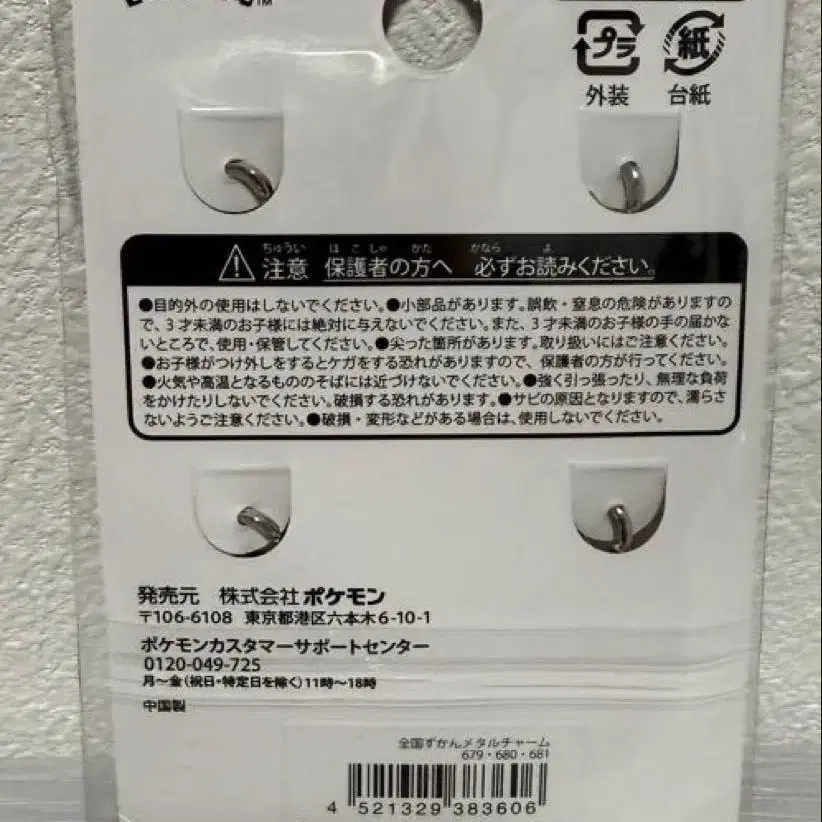 TM
プラ 紙
外装 台紙
ちゅうい ほごしゃ かた かなら よ
注意 保護者の方へ 必ずお読みください。
●目的外の使用はしないでください。●小部品があります。誤飲・窒息の危険がありますの
で、3才未満のお子様には絶対に与えないでください。また、3才未満のお子様の手の届かな
いところで、使用・保管してください。●尖った箇所があります。取り扱いにはご注意ください。
●お子様がつけ外しをするとケガをする恐れがありますので、保護者の方が行ってください。
●火気や高温となるもののそばには近づけないでください。●強く引っ張ったり、無理な負荷
をかけたりしないでください。破損する恐れがあります。●サビの原因となりますので、濡らさ
ないようご注意ください。●破損・変形などがある場合は、使用しないでください。
発売元 株式会社ポケモン
〒106-6108 東京都港区六本木6-10-1
ポケモンカスタマーサポートセンター
0120-049-725
月〜金(祝日・特定日を除く)11時〜18時
中国製
全国ずかんメタルチャーム
679・680・681
4 521329 383606